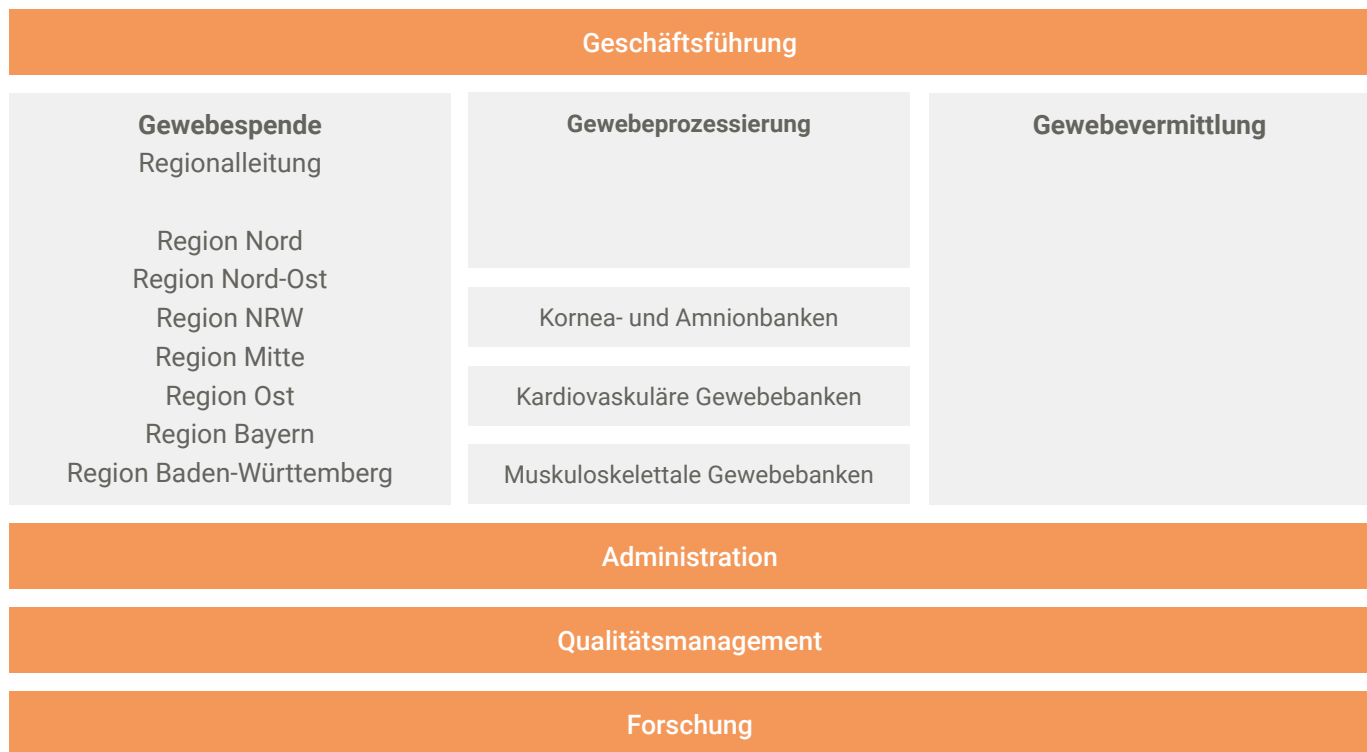 Geschäftsführung
Gewebespende
Regionalleitung
Region Nord
Region Nord-Ost
Region NRW
Region Mitte
Region Ost
Region Bayern
Region Baden-Württemberg
Gewebeprozessierung
Kornea- und Amnionbanken
Kardiovaskuläre Gewebebanken
Muskuloskelettale Gewebebanken
Gewebevermittlung
Administration
Qualitätsmanagement
Forschung